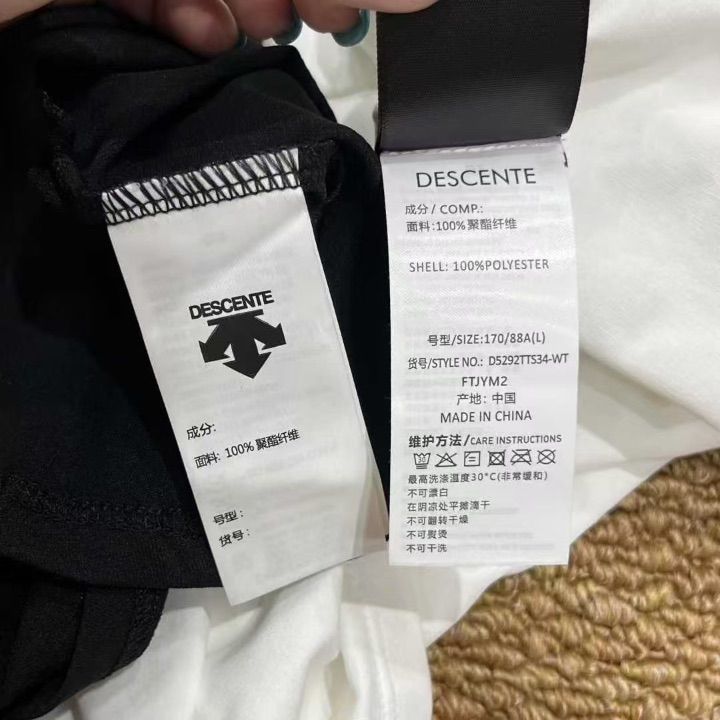 DESCENTE
成分:
面料: 100% 聚酯纤维
号型:
货号:
DESCENTE
成分 / COMP.:
面料:100% 聚酯纤维
SHELL: 100%POLYESTER
号型/SIZE:170/88A(L)
货号/STYLE NO.: D5292TTS34-WT
FTJYM2
产地: 中国
MADE IN CHINA
维护方法/CARE INSTRUCTIONS
最高洗涤温度30°C(非常缓和)
不可漂白
在阴凉处平摊滴干
不可翻转干燥
不可熨烫
不可干洗